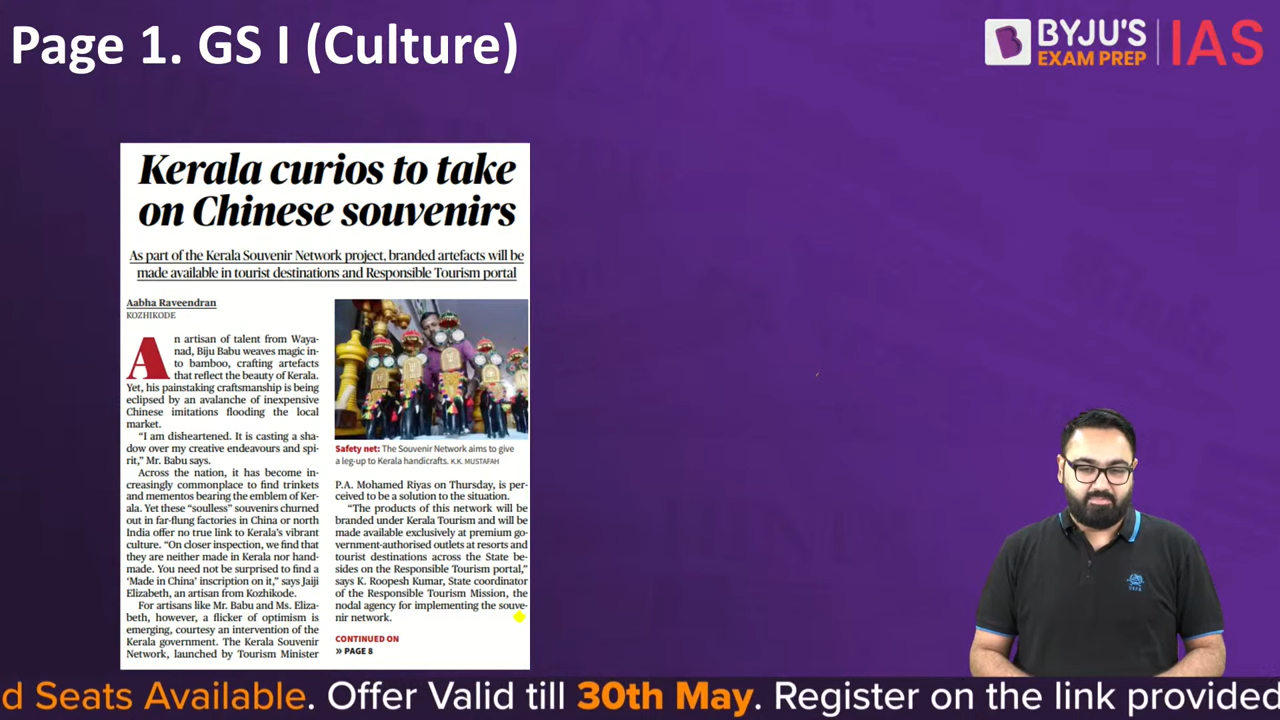 Page 1. GS I (Culture)
BYJU'S
EXAM PREP
IAS
Kerala curios to take
on Chinese souvenirs
As part of the Kerala Souvenir Network project, branded artefacts will be
made available in tourist destinations and Responsible Tourism portal
Aabha Raveendran
KOZHIKODE
An artisan of talent from Waya-
nad, Biju Babu weaves magic in-
to bamboo, crafting artefacts
that reflect the beauty of Kerala.
Yet, his painstaking craftsmanship is being
eclipsed by an avalanche of inexpensive
Chinese imitations flooding the local
market.
“I am disheartened. It is casting a sha-
dow over my creative endeavours and spi-
rit,” Mr. Babu says.
Across the nation, it has become in-
creasingly commonplace to find trinkets
and mementos bearing the emblem of Ker-
ala. Yet these “soulless” souvenirs churned
out in far-flung factories in China or north
India offer no true link to Kerala’s vibrant
culture. “On closer inspection, we find that
they are neither made in Kerala nor hand-
made. You need not be surprised to find a
‘Made in China’ inscription on it,” says Jaiji
Elizabeth, an artisan from Kozhikode.
For artisans like Mr. Babu and Ms. Eliza-
beth, however, a flicker of optimism is
emerging, courtesy an intervention of the
Kerala government. The Kerala Souvenir
Network, launched by Tourism Minister
Safety net: The Souvenir Network aims to give
a leg-up to Kerala handicrafts. K.K. MUSTAFAH
P.A. Mohamed Riyas on Thursday, is per-
ceived to be a solution to the situation.
“The products of this network will be
branded under Kerala Tourism and will be
made available exclusively at premium go-
vernment-authorised outlets at resorts and
tourist destinations across the State be-
sides on the Responsible Tourism portal,”
says K. Roopesh Kumar, State coordinator
of the Responsible Tourism Mission, the
nodal agency for implementing the souve-
nir network.
CONTINUED ON
» PAGE 8
d Seats Available. Offer Valid till 30th May. Register on the link provided